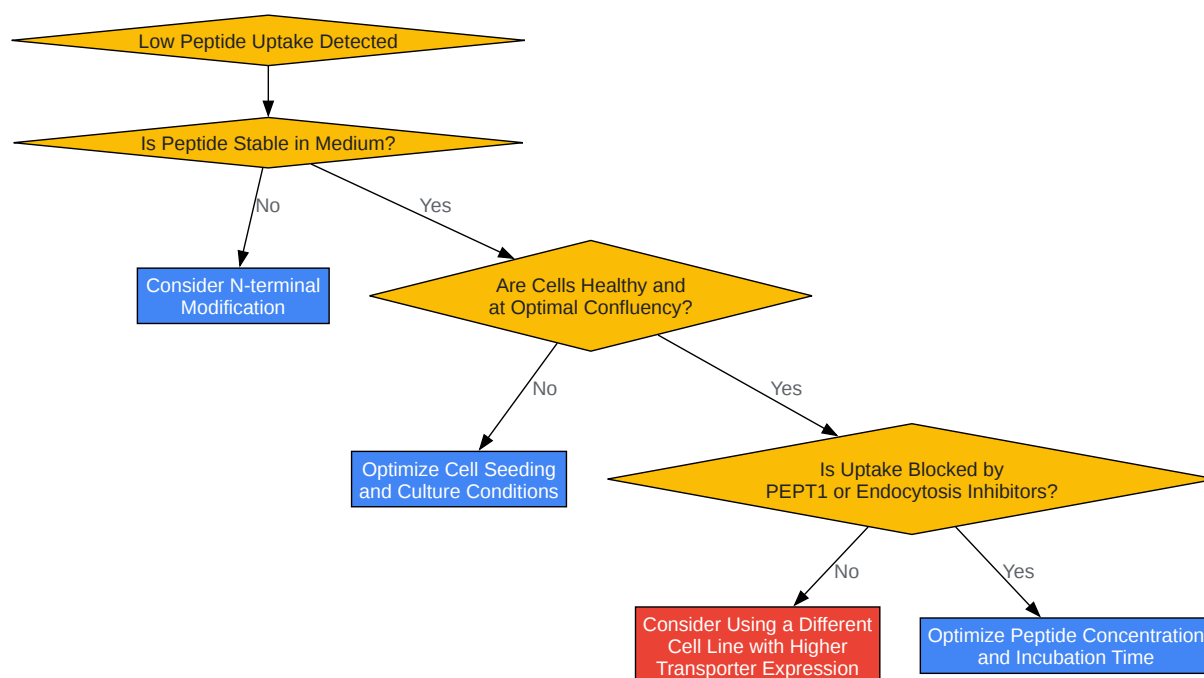 Low Peptide Uptake Detected
Is Peptide Stable in Medium?
No
Yes
Consider N-terminal
Modification
Are Cells Healthy and
at Optimal Confluency?
No
Yes
Optimize Cell Seeding
and Culture Conditions
Is Uptake Blocked by
PEPT1 or Endocytosis Inhibitors?
No
Yes
Consider Using a Different
Cell Line with Higher
Transporter Expression
Optimize Peptide Concentration
and Incubation Time